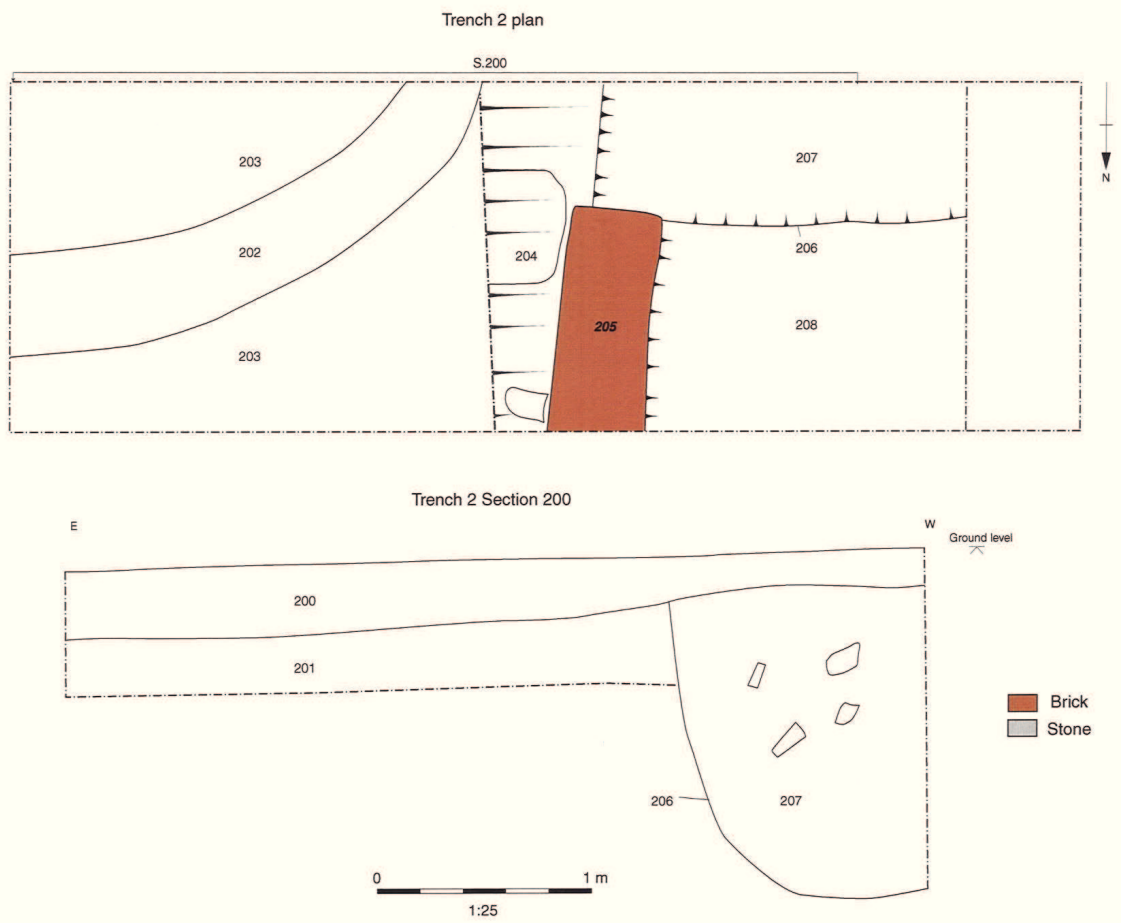 Trench 2 plan
S.200
N
203
207
202
206
204
205
208
203
Trench 2 Section 200
E
W
Ground level
200
201
Brick
Stone
206
207
0
1 m
1:25